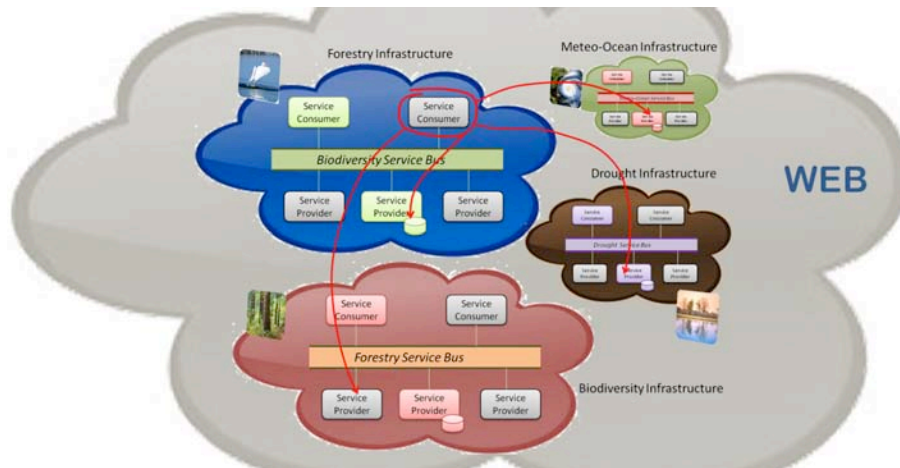 Forestry Infrastructure
Meteo-Ocean Infrastructure
Service
Consumer
Service
Consumer
Biodiversity Service Bus
Service
Provider
Service
Provider
Service
Provider
WEB
Drought Infrastructure
Service
Consumer
Service
Consumer
Drought Service Bus
Service
Provider
Service
Provider
Service
Provider
Service
Consumer
Service
Consumer
Forestry Service Bus
Service
Provider
Service
Provider
Service
Provider
Biodiversity Infrastructure